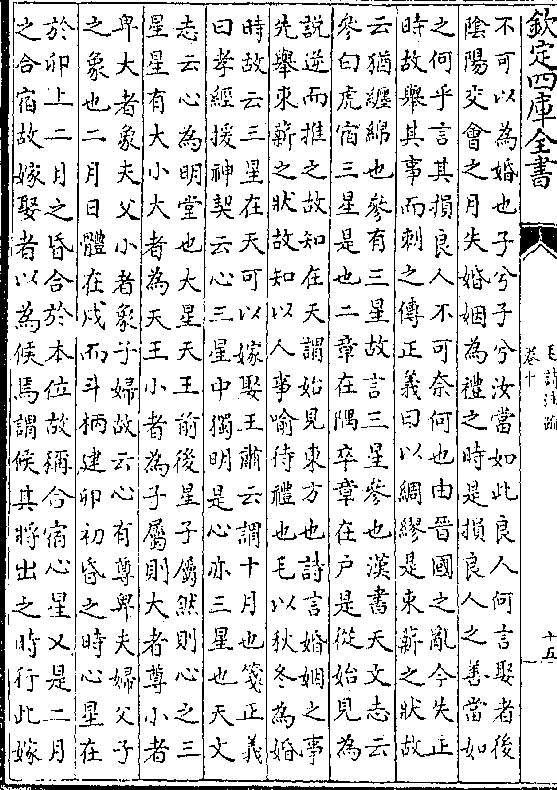 欽定四庫全書
毛詩注疏
卷十
十五
不可以為婚也子兮子兮汝當如此良人何言娶者後
陰陽交會之月失婚姻為禮之時是損良人之善當如
之何乎言其損良人不可奈何也由晉國之亂今失正
時故舉其事而刺之傳正義曰以綢繆是束薪之狀故
云猶纏綿也參有三星故言三星參也漢書天文志云
參白虎宿三星是也二章在隅卒章在戶是從始見為
說逆而推之故知在天謂始見東方也詩言婚姻之事
先舉束薪之狀故知以人事喻待禮也毛以秋冬為婚
時故云三星在天可以嫁娶王肅云謂十月也箋正義
曰孝經援神契云心三星中獨明是心亦三星也天文
志云心為明堂也大星天王前後星子屬然則心之三
星星有大小大者為天王小者為子屬則大者尊小者
卑大者象夫父小者象子婦故云心有尊卑夫婦父子
之象也二月日體在戌而斗柄建卯初昏之時心星在
於卯上二月之昏合於本位故稱合宿心星又是二月
之合宿故嫁娶者以為候焉謂候其將出之時行此嫁